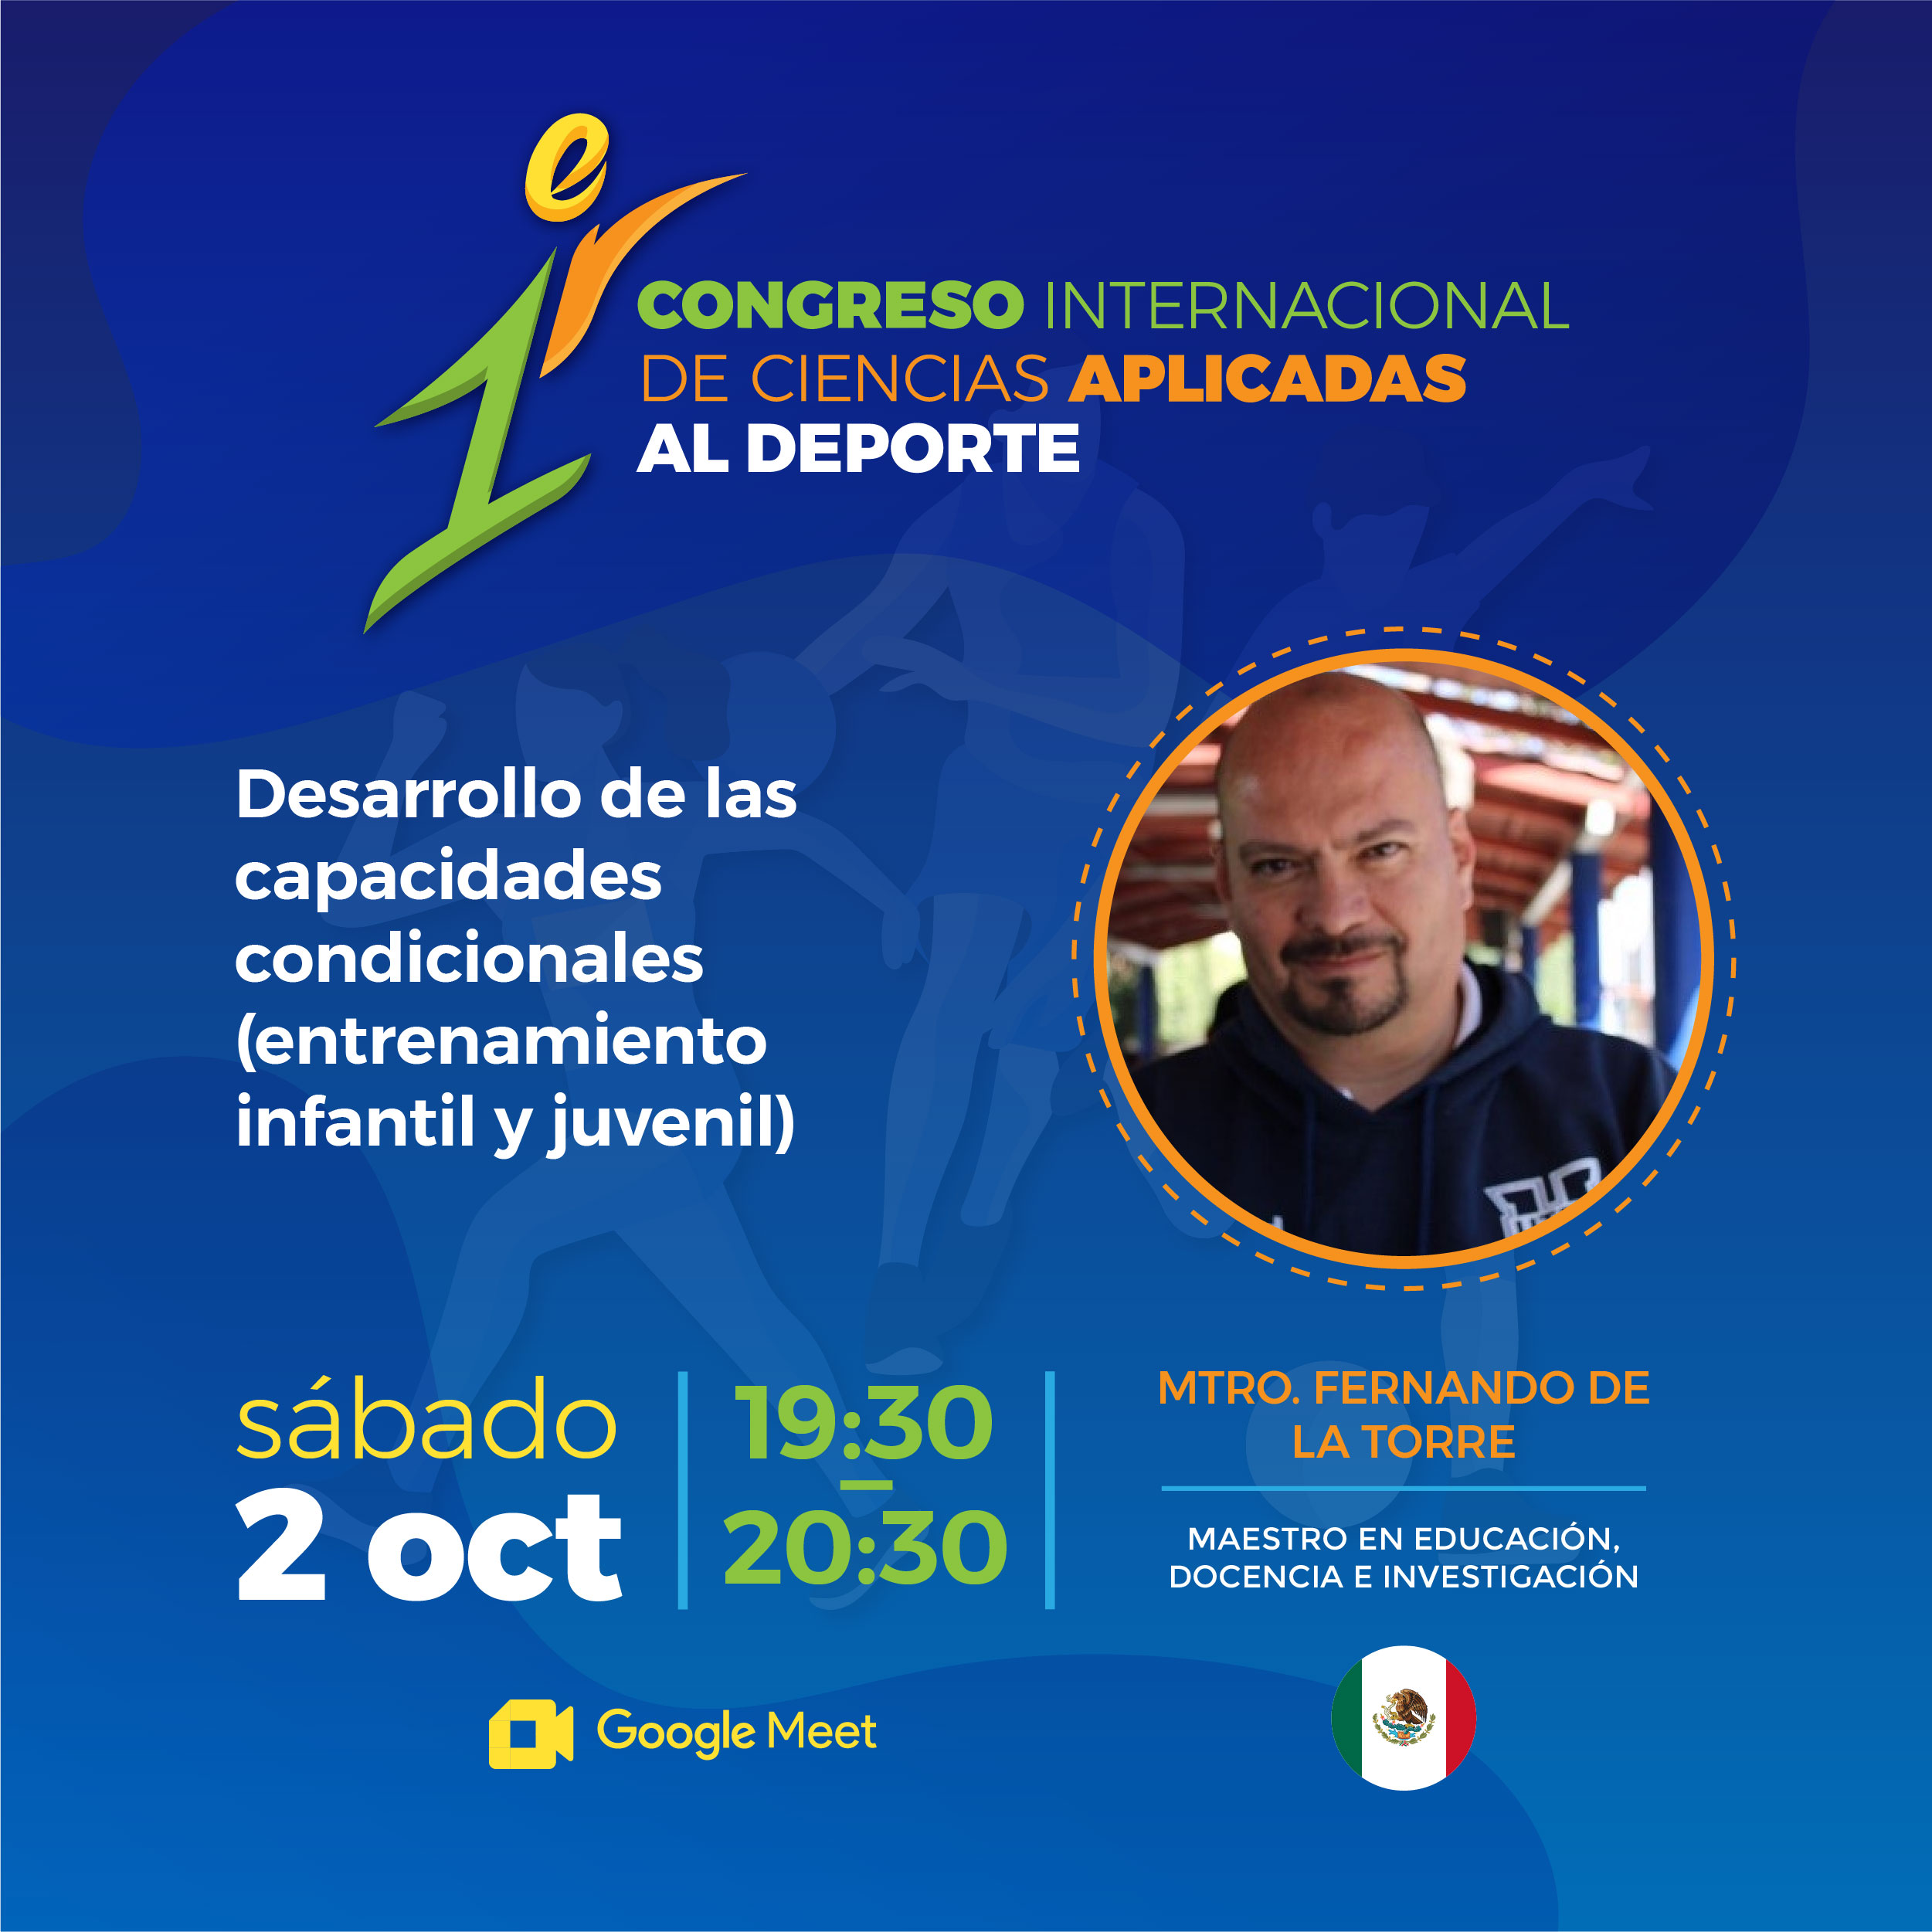 1er
CONGRESO INTERNACIONAL
DE CIENCIAS APLICADAS
AL DEPORTE
Desarrollo de las
capacidades
condicionales
(entrenamiento
infantil y juvenil)
sábado
2 oct
19:30
–
20:30
MTRO. FERNANDO DE
LA TORRE
MAESTRO EN EDUCACIÓN,
DOCENCIA E INVESTIGACIÓN
Google Meet